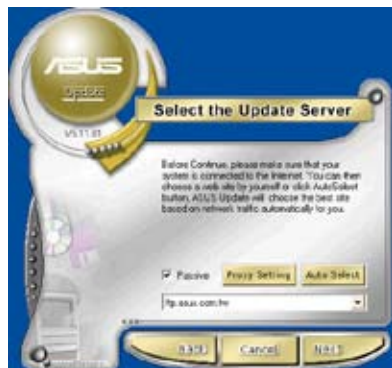 ASUS
Update
V5.11.01
Select the Update Server
Before Continue, please make sure that your
system is connected to the Internet. You can then
choose a web site by yourself or click AutoSelect
button, ASUS Update will choose the best site
based on network traffic automatically for you.
Passive
Proxy Setting
Auto Select
ftp.asus.com.tw
Back
Cancel
Next